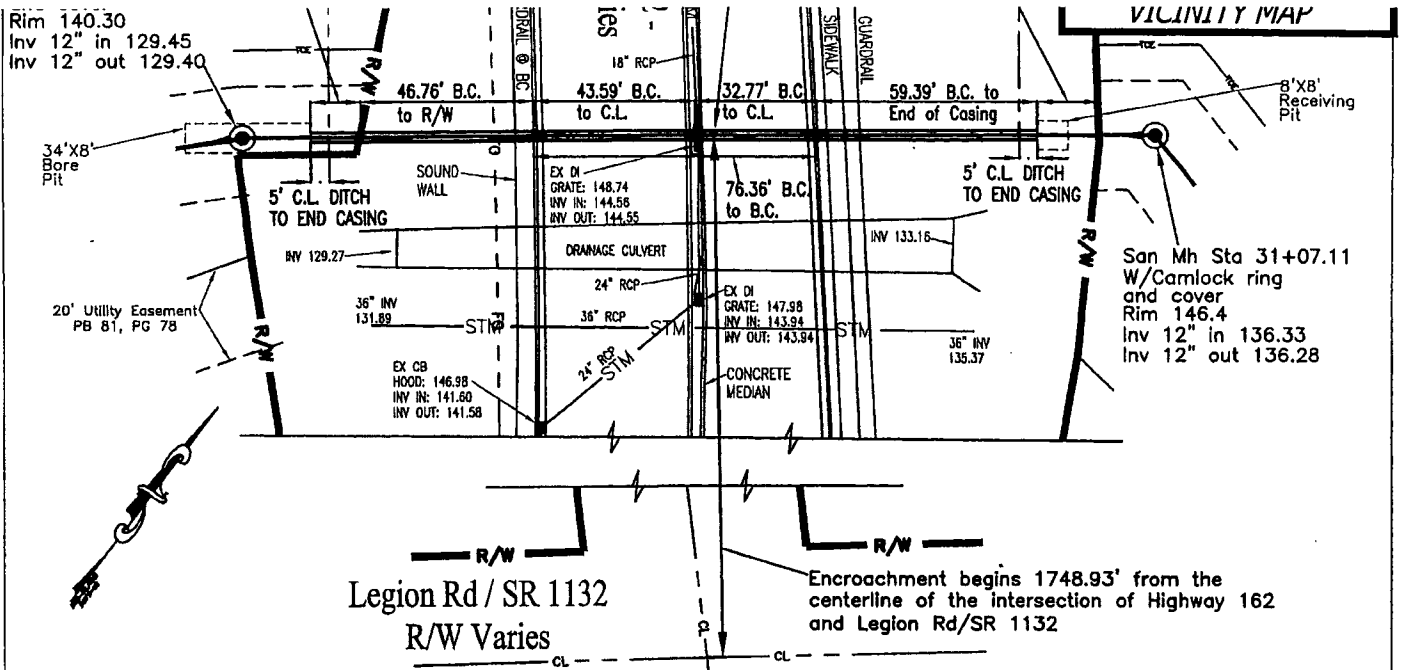 Rim 140.30
Inv 12" in 129.45
Inv 12" out 129.40
VICINITY MAP
R/W
TCE
18" RCP
SIDEWALK
GUARDRAIL
TCE
46.76' B.C.
to R/W
43.59' B.C.
to C.L.
32.77' B.C.
to C.L.
59.39' B.C. to
End of Casing
8'X8'
Receiving
Pit
34'X8'
Bore
Pit
5' C.L. DITCH
TO END CASING
SOUND
WALL
EX DI
GRATE: 148.74
INV IN: 144.56
INV OUT: 144.55
76.36' B.C.
to B.C.
5' C.L. DITCH
TO END CASING
INV 129.27
DRAINAGE CULVERT
INV 133.16
R/W
San Mh Sta 31+07.11
W/Camlock ring
and cover
Rim 146.4
Inv 12" in 136.33
Inv 12" out 136.28
20' Utility Easement
PB 81, PG 78
R/W
36" INV
131.89
STM
36" RCP
STM
24" RCP
EX DI
GRATE: 147.98
INV IN: 143.94
INV OUT: 143.94
STM
36" INV
135.37
24" RCP
STM
EX CB
HOOD: 146.98
INV IN: 141.60
INV OUT: 141.58
CONCRETE
MEDIAN
R/W
R/W
Legion Rd / SR 1132
R/W Varies
Encroachment begins 1748.93' from the
centerline of the intersection of Highway 162
and Legion Rd/SR 1132
CL
CL
CL